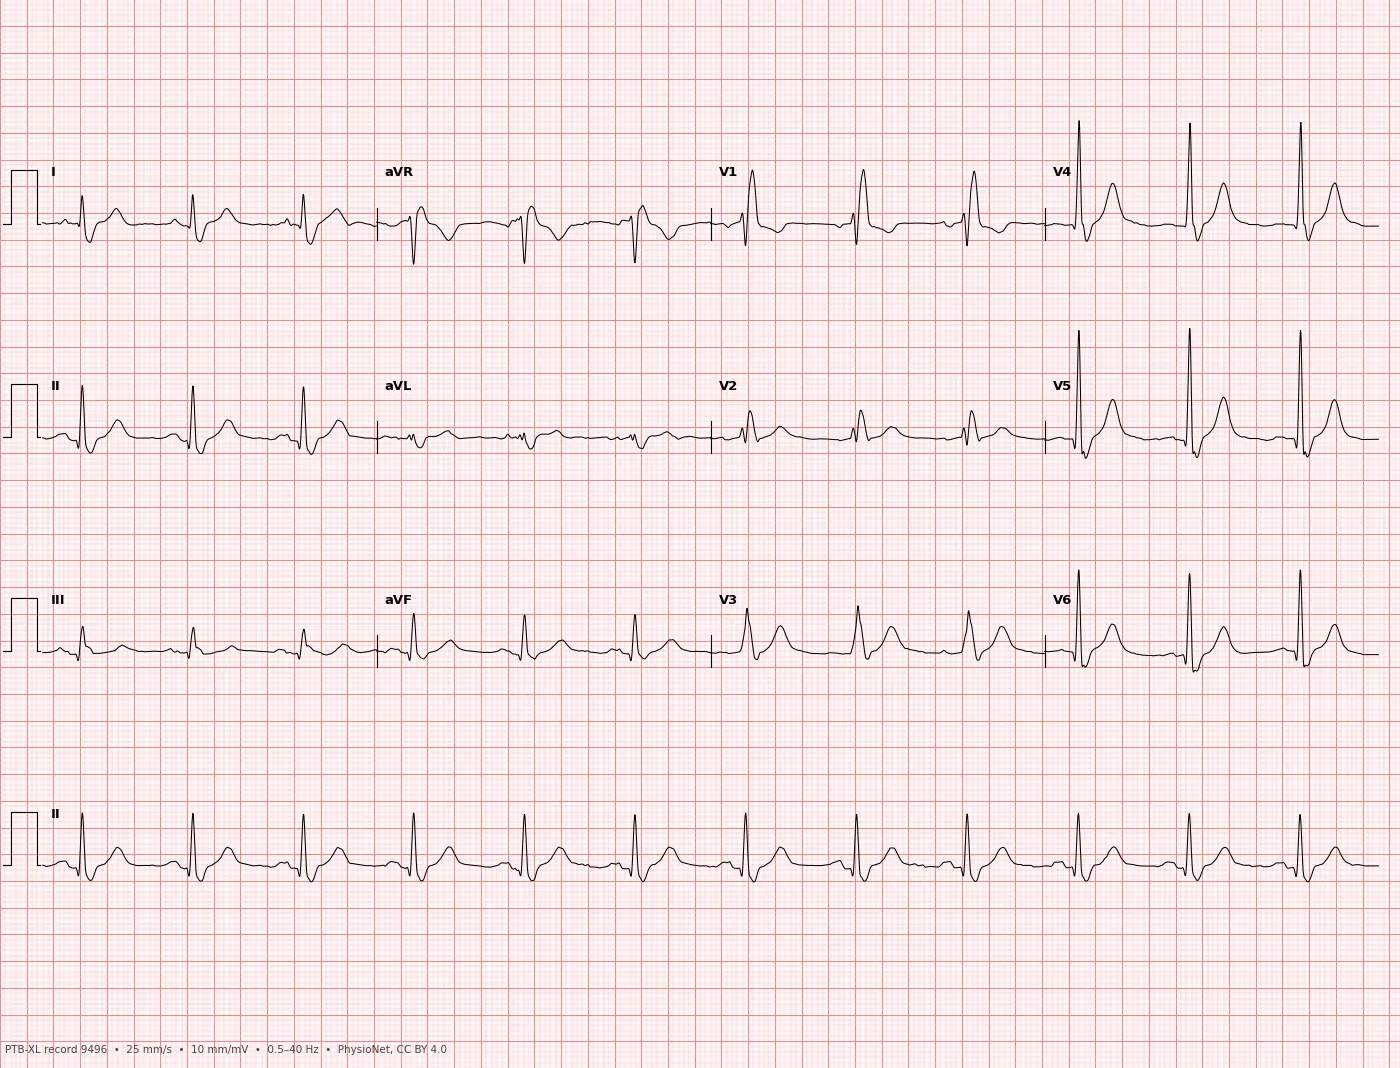 I aVR V1 V4
II aVL V2 V5
III aVF V3 V6
II
PTB-XL record 9496 • 25 mm/s • 10 mm/mV • 0.5–40 Hz • PhysioNet, CC BY 4.0